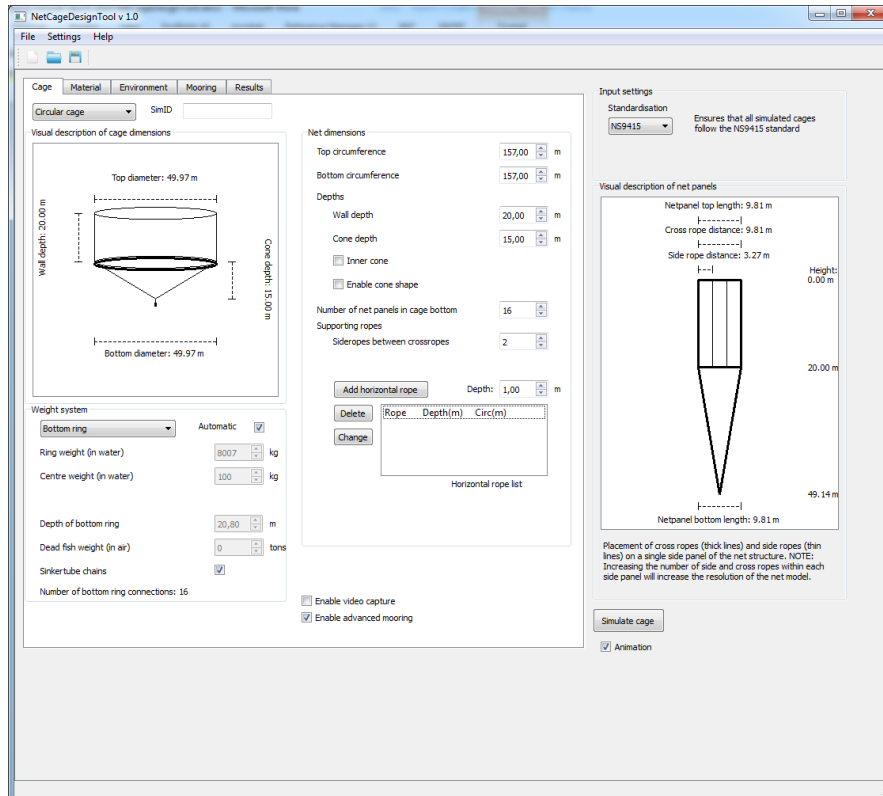 NetCageDesignTool v 1.0
File Settings Help
Cage Material Environment Mooring Results
Circular cage SimID
Visual description of cage dimensions
Top diameter: 49.97 m
Wall depth: 20.00 m
Cone depth: 15.00 m
Bottom diameter: 49.97 m
Weight system
Bottom ring Automatic
Ring weight (in water) 8007 kg
Centre weight (in water) 100 kg
Depth of bottom ring 20,80 m
Dead fish weight (in air) 0 tons
Sinkertube chains
Number of bottom ring connections: 16
Net dimensions
Top circumference 157,00 m
Bottom circumference 157,00 m
Depths
Wall depth 20,00 m
Cone depth 15,00 m
Inner cone
Enable cone shape
Number of net panels in cage bottom 16
Supporting ropes
Sideropes between crossropes 2
Add horizontal rope Depth: 1,00 m
Delete Rope Depth(m) Circ(m)
Change
Horizontal rope list
Enable video capture
Enable advanced mooring
Input settings
Standardisation
NS9415
Ensures that all simulated cages
follow the NS9415 standard
Visual description of net panels
Netpanel top length: 9.81 m
Cross rope distance: 9.81 m
Side rope distance: 3.27 m
Height:
0.00 m
20.00 m
49.14 m
Netpanel bottom length: 9.81 m
Placement of cross ropes (thick lines) and side ropes (thin
lines) on a single side panel of the net structure. NOTE:
Increasing the number of side and cross ropes within each
side panel will increase the resolution of the net model.
Simulate cage
Animation